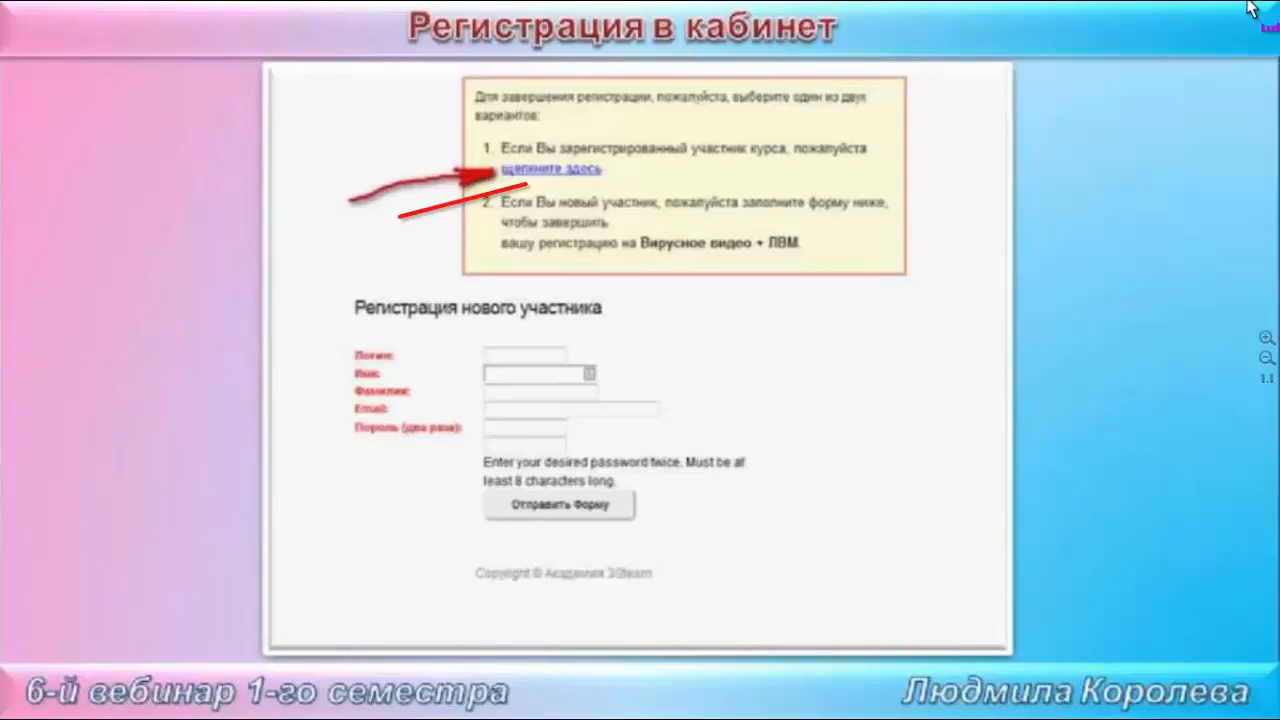 Регистрация в кабинет
Для завершения регистрации, пожалуйста, выберите один из двух
вариантов:
1. Если Вы зарегистрированный участник курса, пожалуйста
щелкните здесь
2. Если Вы новый участник, пожалуйста заполните форму ниже,
чтобы завершить
вашу регистрацию на Вирусное видео + ЛВМ.
Регистрация нового участника
Логин:
Имя:
Фамилия:
Email:
Пароль (два раза):
Enter your desired password twice. Must be at
least 8 characters long.
Отправить Форму
Copyright © Академия
6-й вебинар 1-го семестра
Людмила Королева
1:1